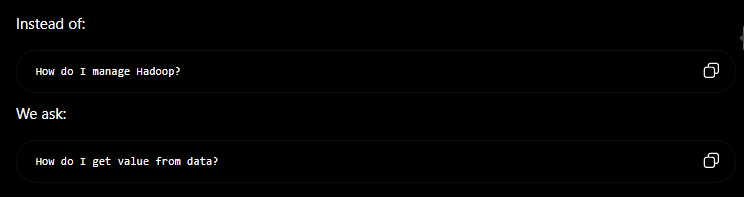 Instead of:
How do I manage Hadoop?
We ask:
How do I get value from data?